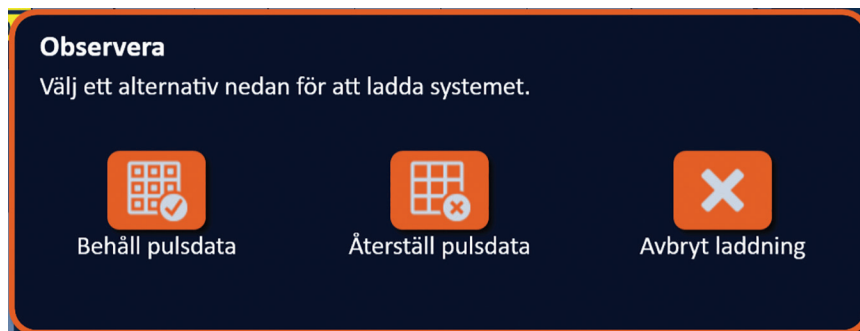 Observera
Välj ett alternativ nedan för att ladda systemet.
Behåll pulsdata
Återställ pulsdata
Avbryt laddning